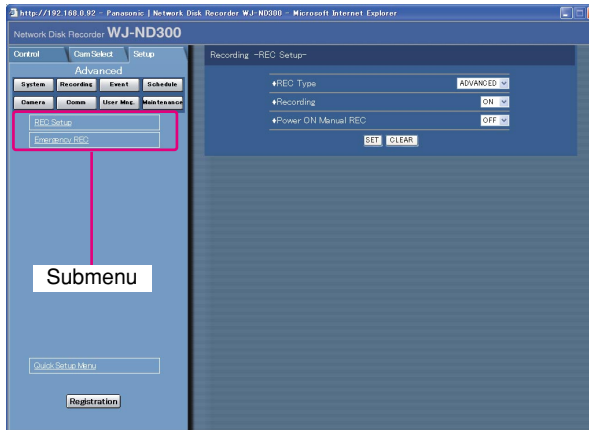 http://192.168.0.92 - Panasonic | Network Disk Recorder WJ-ND300 - Microsoft Internet Explorer
Network Disk Recorder WJ-ND300
Control Cam Select Setup
Advanced
System Recording Event Schedule
Camera Comm User Mng. Maintenance
REC Setup
Emergency REC
Submenu
Quick Setup Menu
Registration
Recording -REC Setup-
♦REC Type ADVANCED
♦Recording ON
♦Power ON Manual REC OFF
SET CLEAR